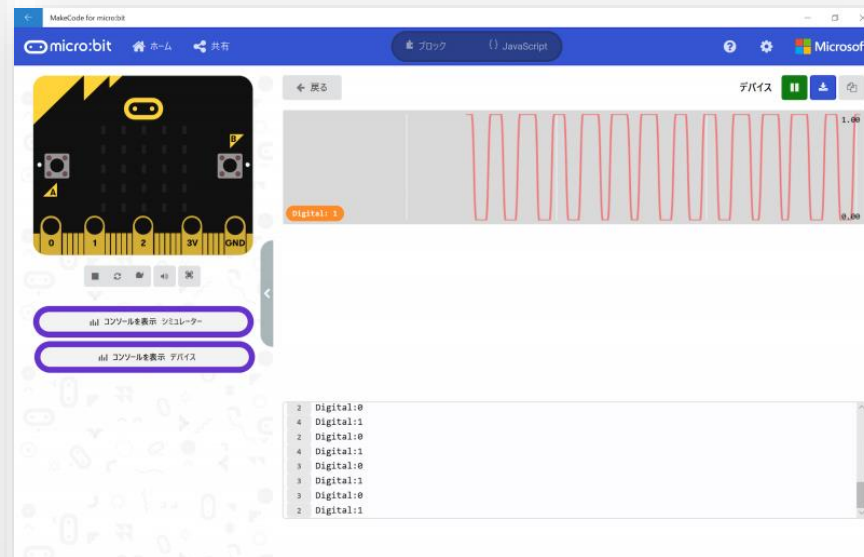 MakeCode for micro:bit
micro:bit ホーム 共有 ブロック {} JavaScript Microsof
戻る デバイス
1.00
Digital: 1
0.00
B
A
0 1 2 3V GND
コンソールを表示 シミュレーター
コンソールを表示 デバイス
2 Digital:0
4 Digital:1
2 Digital:0
4 Digital:1
3 Digital:0
3 Digital:1
3 Digital:0
2 Digital:1